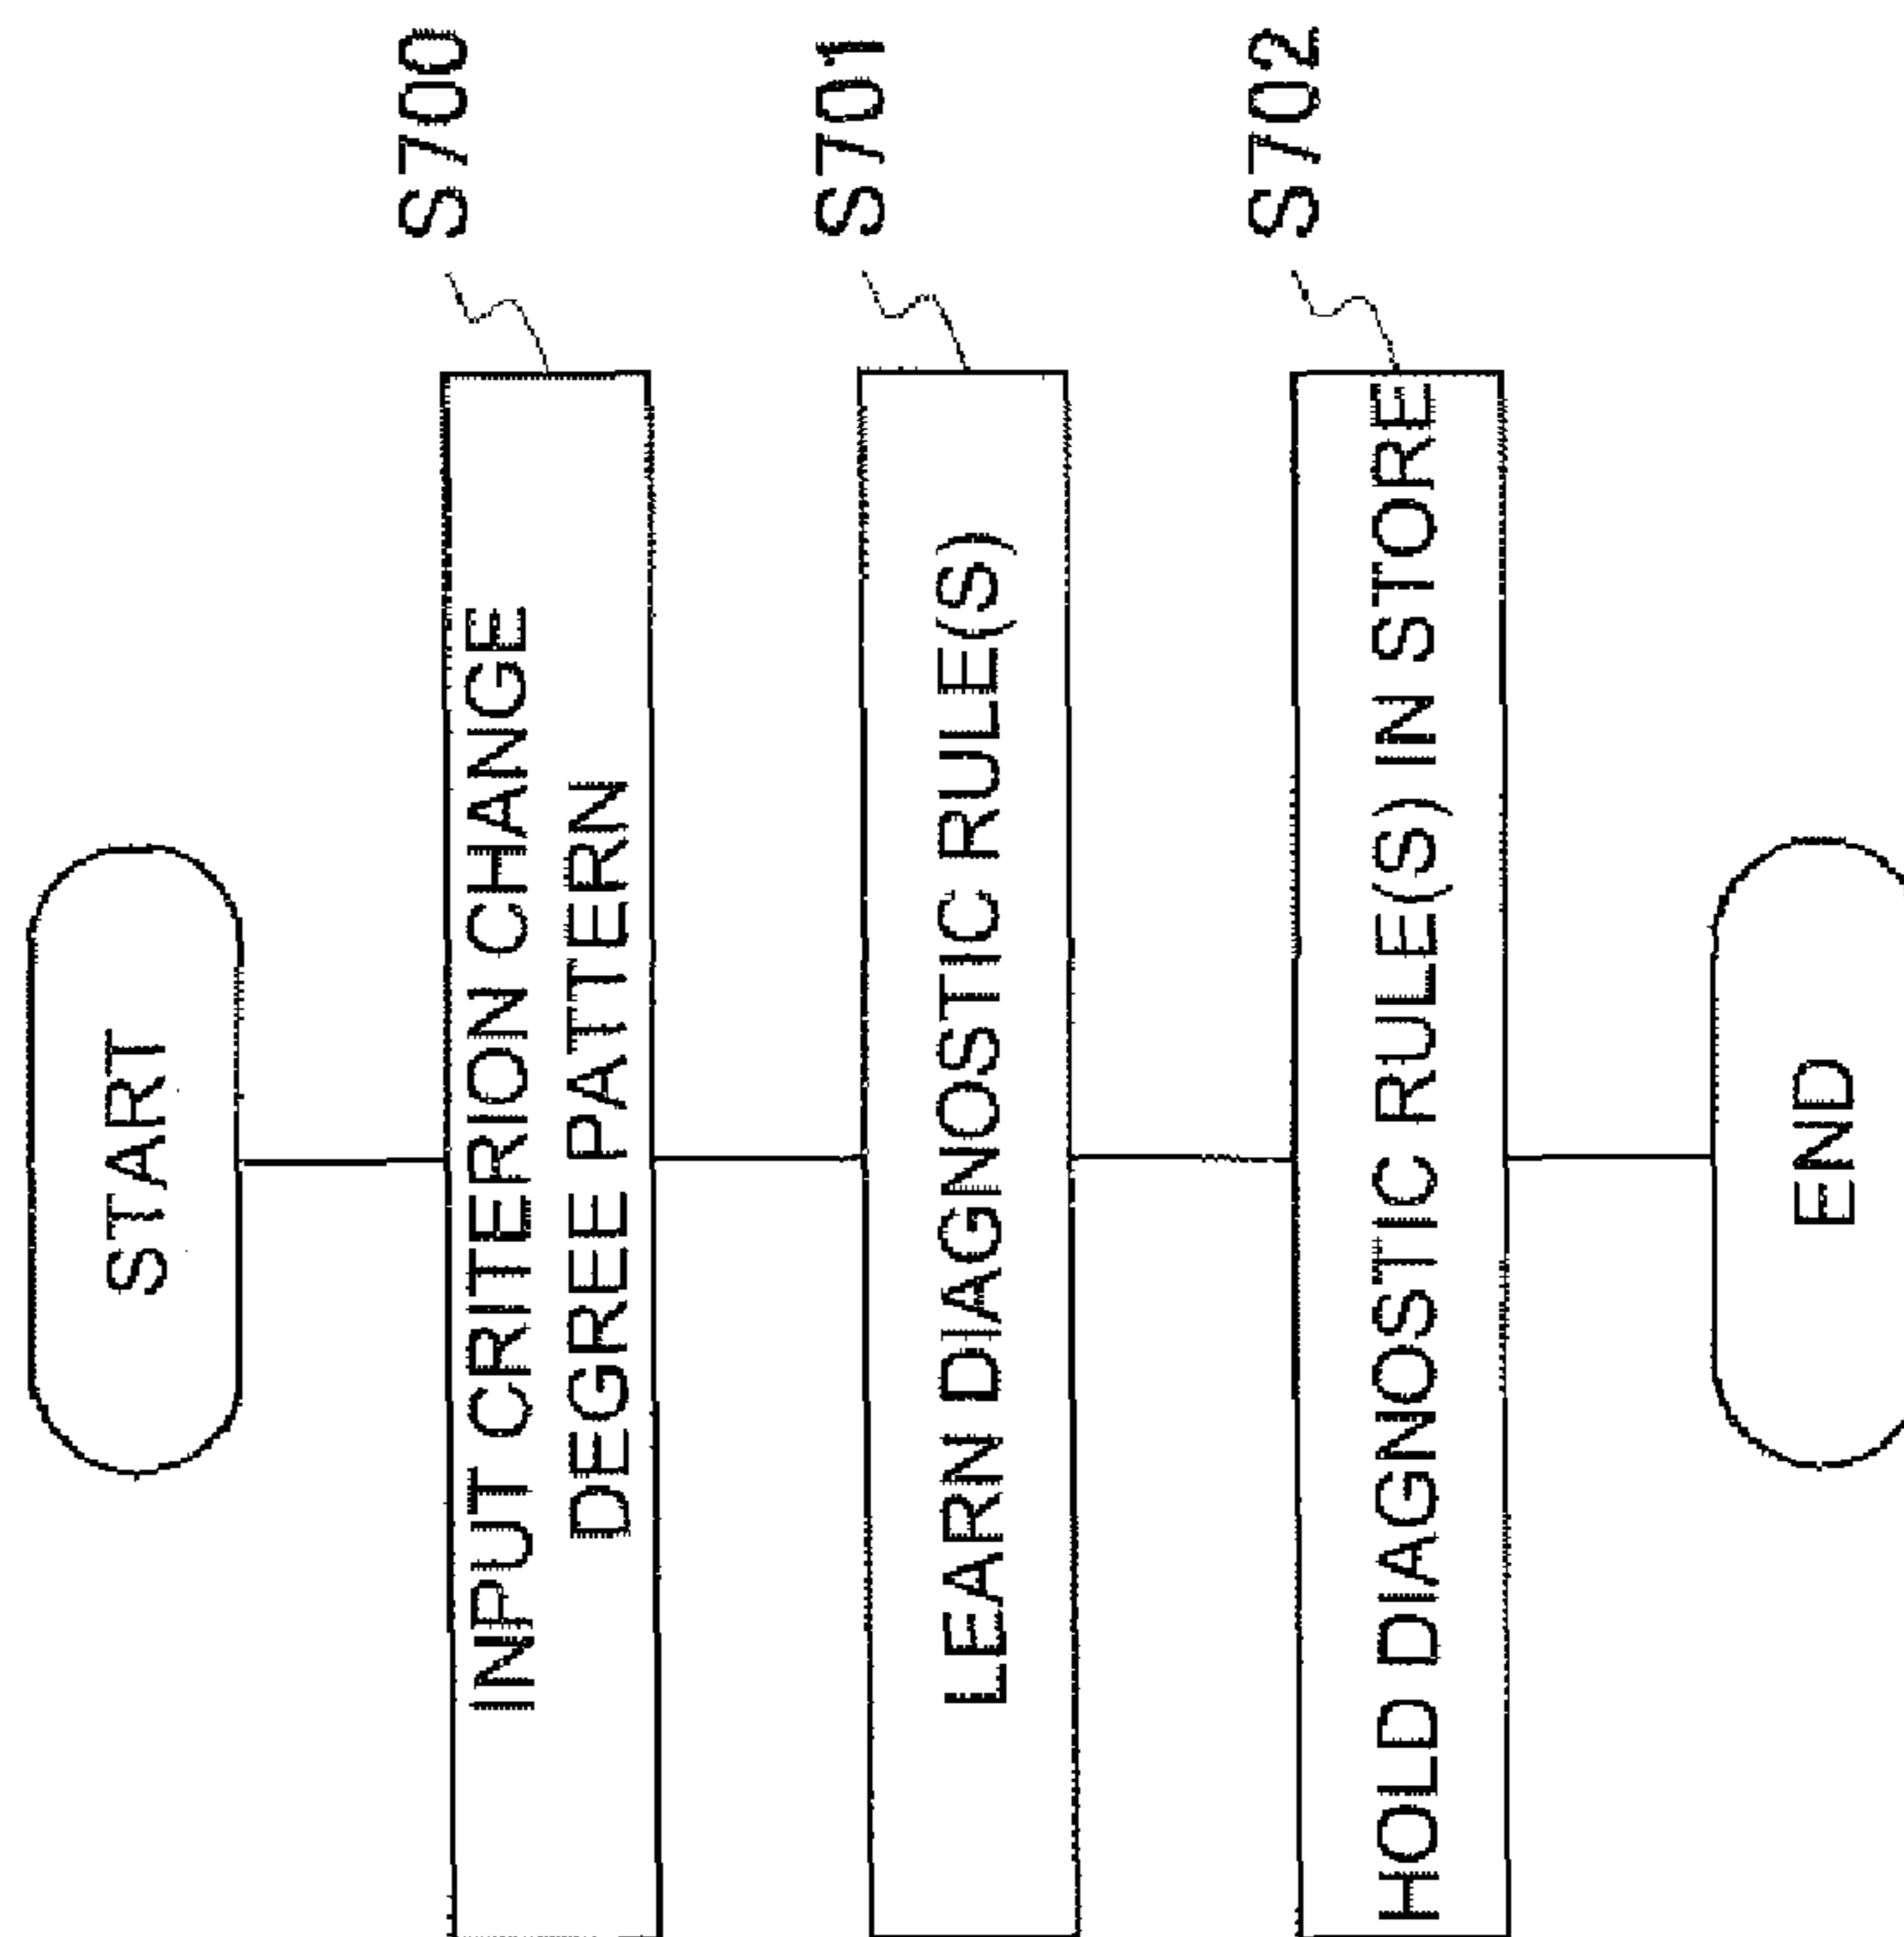 START
S700
INPUT CRITERION CHANGE
DEGREE PATTERN
S701
LEARN DIAGNOSTIC RULE(S)
S702
HOLD DIAGNOSTIC RULE(S) IN STORE
END